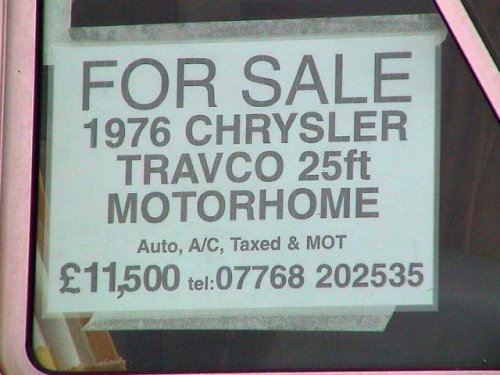 FOR SALE
1976 CHRYSLER
TRAVCO 25ft
MOTORHOME
Auto, A/C, Taxed & MOT
£11,500 tel:07768 202535